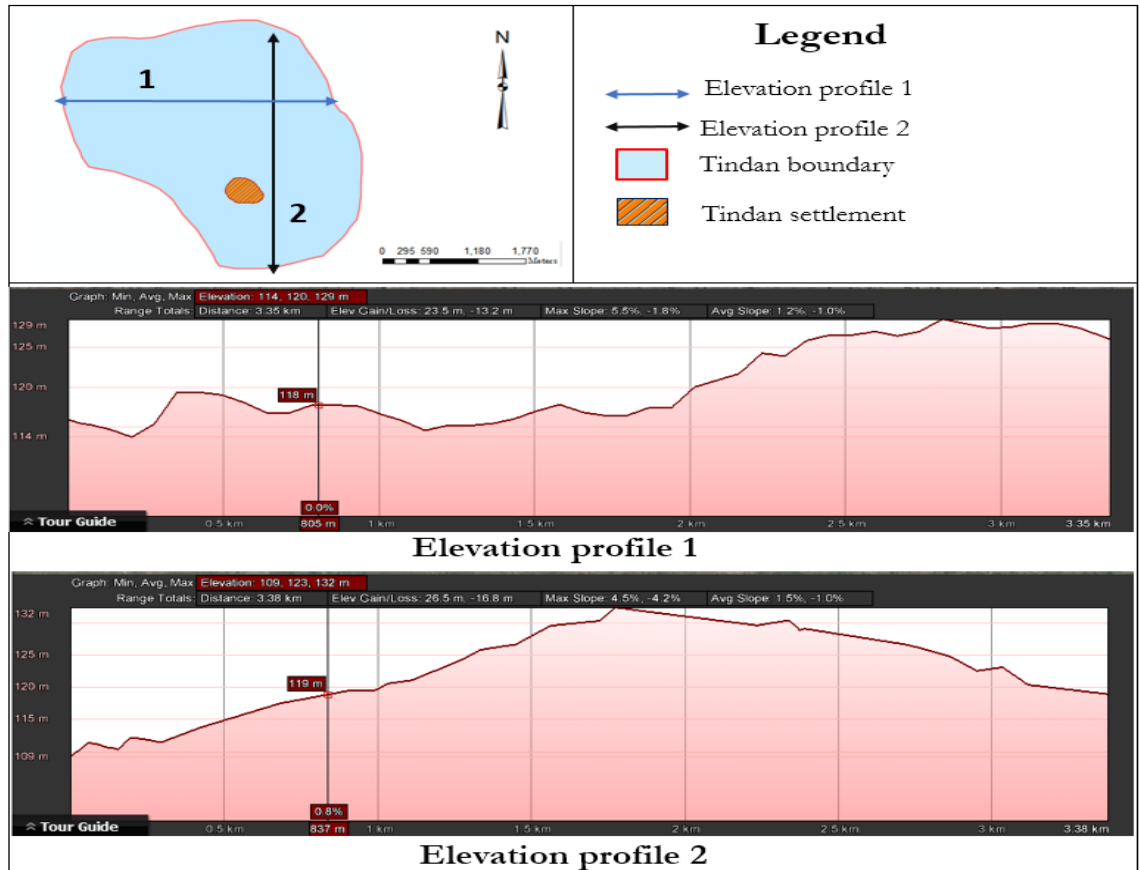 1
2
N
0 295 590 1,180 1,770
Meters
Legend
Elevation profile 1
Elevation profile 2
Tindan boundary
Tindan settlement
Graph: Min, Avg, Max Elevation: 114, 120, 129 m
Range Totals: Distance: 3.35 km Elev Gain/Loss: 23.5 m, -13.2 m Max Slope: 5.5%, -1.8% Avg Slope: 1.2%, -1.0%
129 m
125 m
120 m
114 m
118 m
0.0%
Tour Guide 0.5 km 805 m 1 km 1.5 km 2 km 2.5 km 3 km 3.35 km
Elevation profile 1
Graph: Min, Avg, Max Elevation: 109, 123, 132 m
Range Totals: Distance: 3.38 km Elev Gain/Loss: 26.5 m, -16.8 m Max Slope: 4.5%, -4.2% Avg Slope: 1.5%, -1.0%
132 m
125 m
120 m
115 m
109 m
119 m
0.8%
Tour Guide 0.5 km 837 m 1 km 1.5 km 2 km 2.5 km 3 km 3.38 km
Elevation profile 2